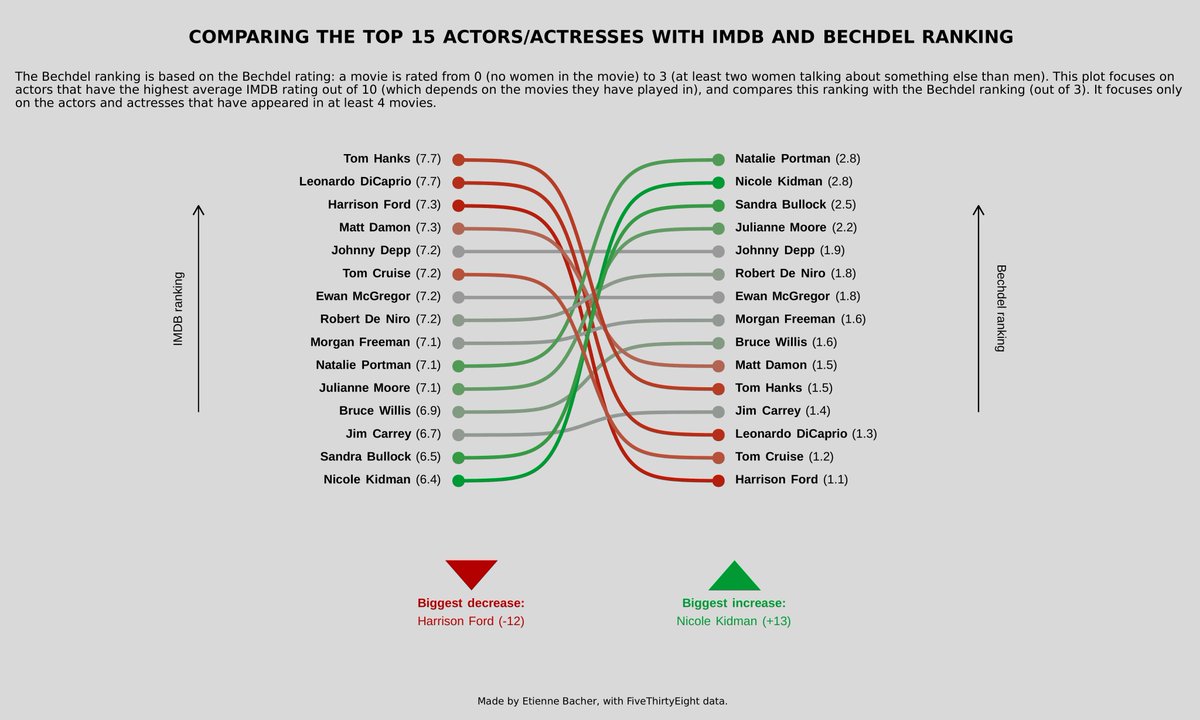 COMPARING THE TOP 15 ACTORS/ACTRESSES WITH IMDB AND BECHDEL RANKING
The Bechdel ranking is based on the Bechdel rating: a movie is rated from 0 (no women in the movie) to 3 (at least two women talking about something else than men). This plot focuses on
actors that have the highest average IMDB rating out of 10 (which depends on the movies they have played in), and compares this ranking with the Bechdel ranking (out of 3). It focuses only
on the actors and actresses that have appeared in at least 4 movies.
IMDB ranking
Tom Hanks (7.7)
Leonardo DiCaprio (7.7)
Harrison Ford (7.3)
Matt Damon (7.3)
Johnny Depp (7.2)
Tom Cruise (7.2)
Ewan McGregor (7.2)
Robert De Niro (7.2)
Morgan Freeman (7.1)
Natalie Portman (7.1)
Julianne Moore (7.1)
Bruce Willis (6.9)
Jim Carrey (6.7)
Sandra Bullock (6.5)
Nicole Kidman (6.4)
Natalie Portman (2.8)
Nicole Kidman (2.8)
Sandra Bullock (2.5)
Julianne Moore (2.2)
Johnny Depp (1.9)
Robert De Niro (1.8)
Ewan McGregor (1.8)
Morgan Freeman (1.6)
Bruce Willis (1.6)
Matt Damon (1.5)
Tom Hanks (1.5)
Jim Carrey (1.4)
Leonardo DiCaprio (1.3)
Tom Cruise (1.2)
Harrison Ford (1.1)
Bechdel ranking
Biggest decrease:
Harrison Ford (-12)
Biggest increase:
Nicole Kidman (+13)
Made by Etienne Bacher, with FiveThirtyEight data.